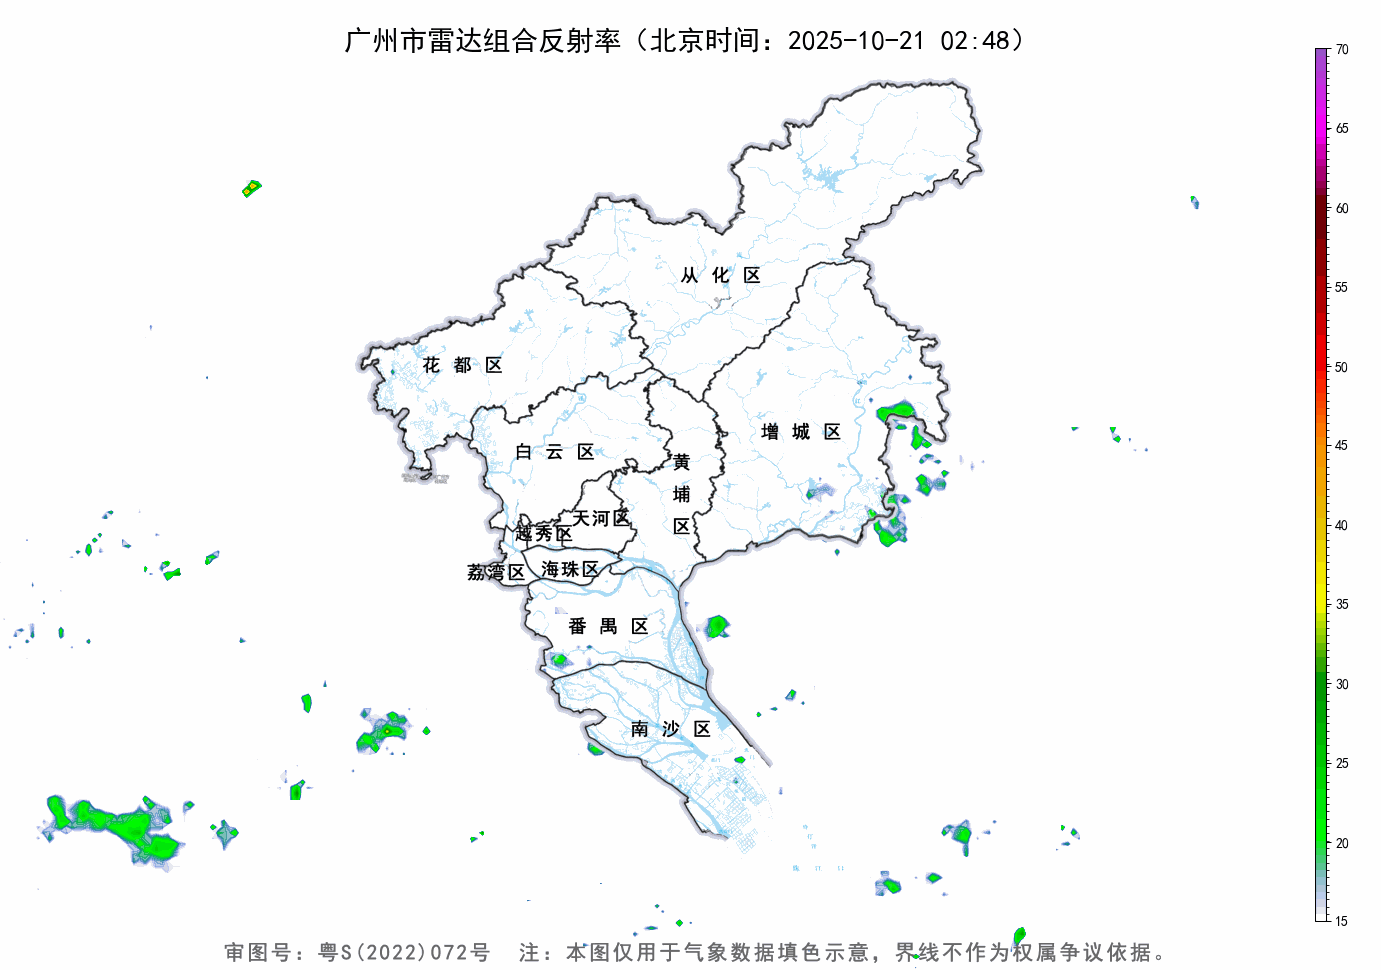 广州市雷达组合反射率（北京时间：2025-10-21 02:48）
70
65
60
55
50
45
40
35
30
25
20
15
从化区
花都区
增城区
白云区
黄埔区
天河区
越秀区
海珠区
荔湾区
番禺区
南沙区
审图号：粤S(2022)072号 注：本图仅用于气象数据填色示意，界线不作为权属争议依据。